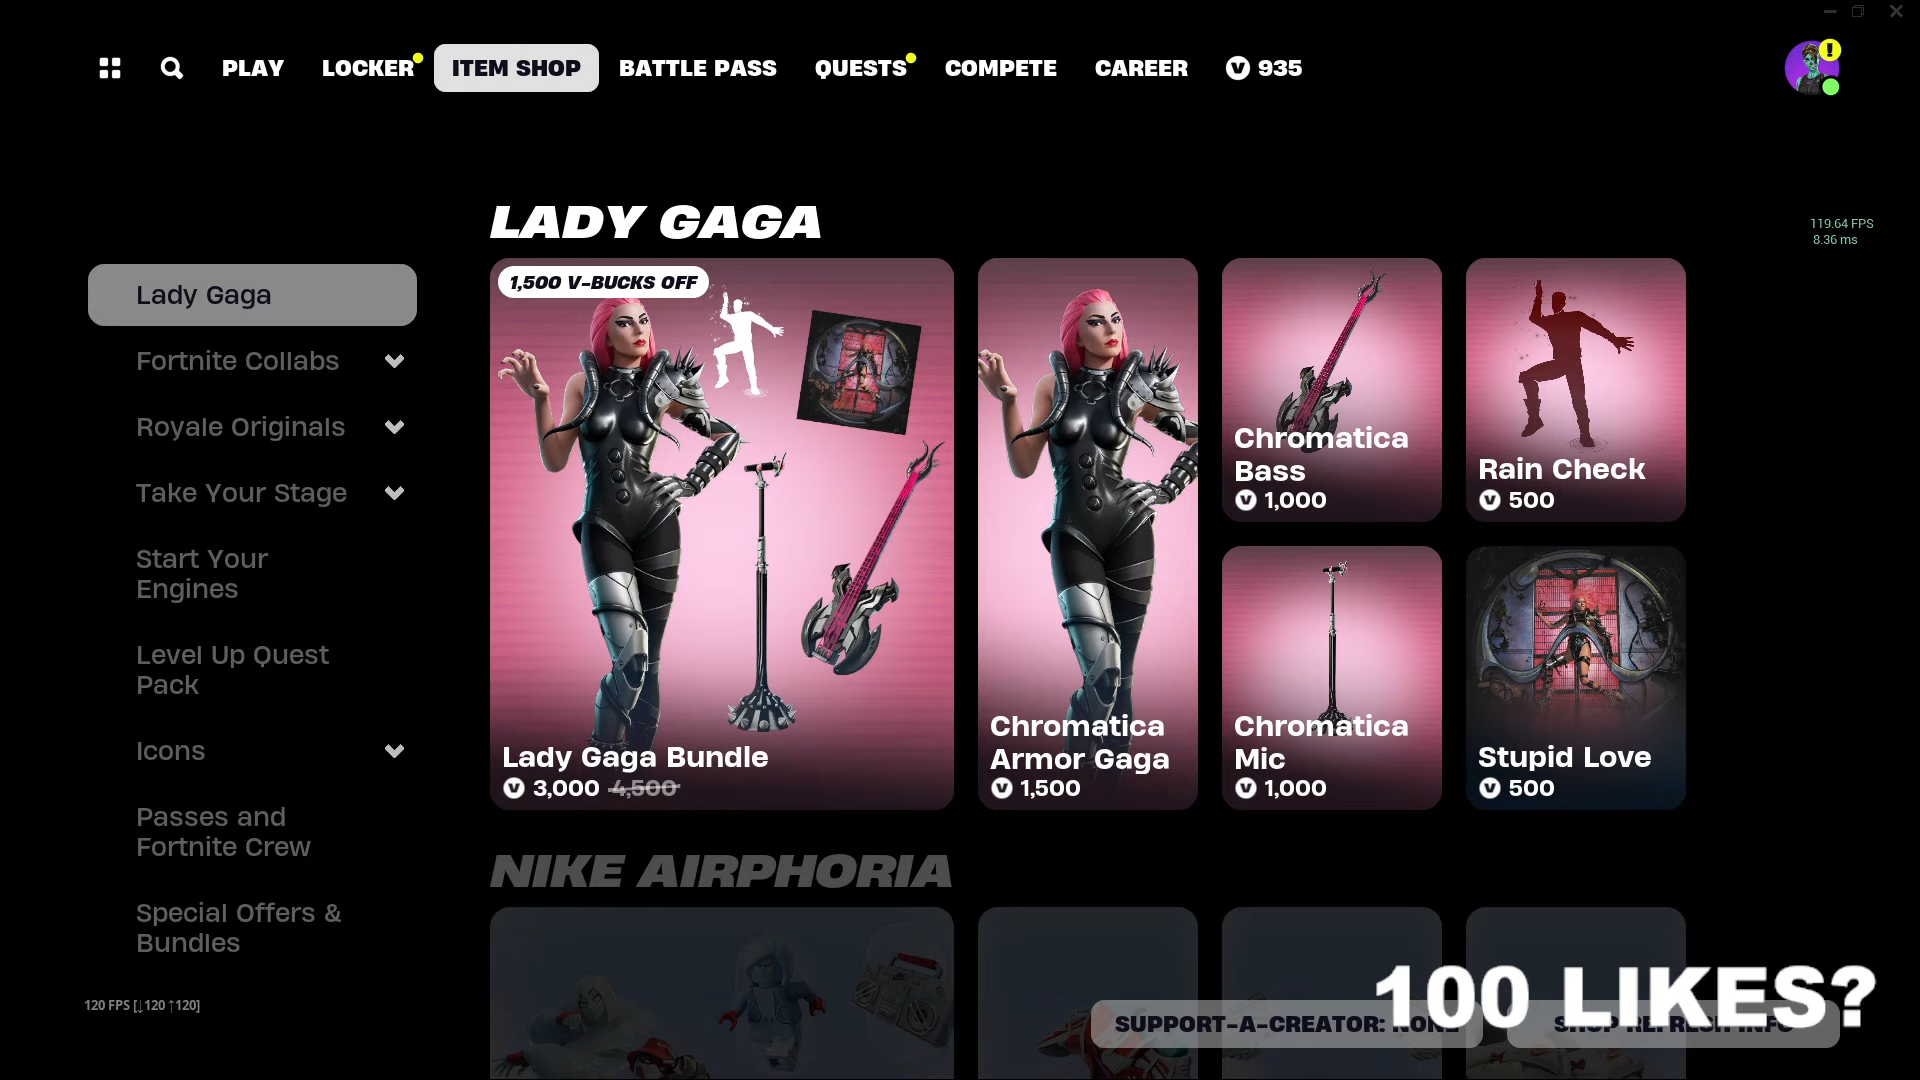 PLAY
LOCKER
ITEM SHOP
BATTLE PASS
QUESTS
COMPETE
CAREER
935
119.64 FPS
8.36 ms
Lady Gaga
Fortnite Collabs
Royale Originals
Take Your Stage
Start Your
Engines
Level Up Quest
Pack
Icons
Passes and
Fortnite Crew
Special Offers &
Bundles
120 FPS [↓120 ↑120]
LADY GAGA
1,500 V-BUCKS OFF
Lady Gaga Bundle
3,000 4,500
Chromatica
Armor Gaga
1,500
Chromatica
Bass
1,000
Rain Check
500
Chromatica
Mic
1,000
Stupid Love
500
NIKE AIRPHORIA
100 LIKES?
SUPPORT-A-CREATOR: NONE
SHOP REFRESH INFO